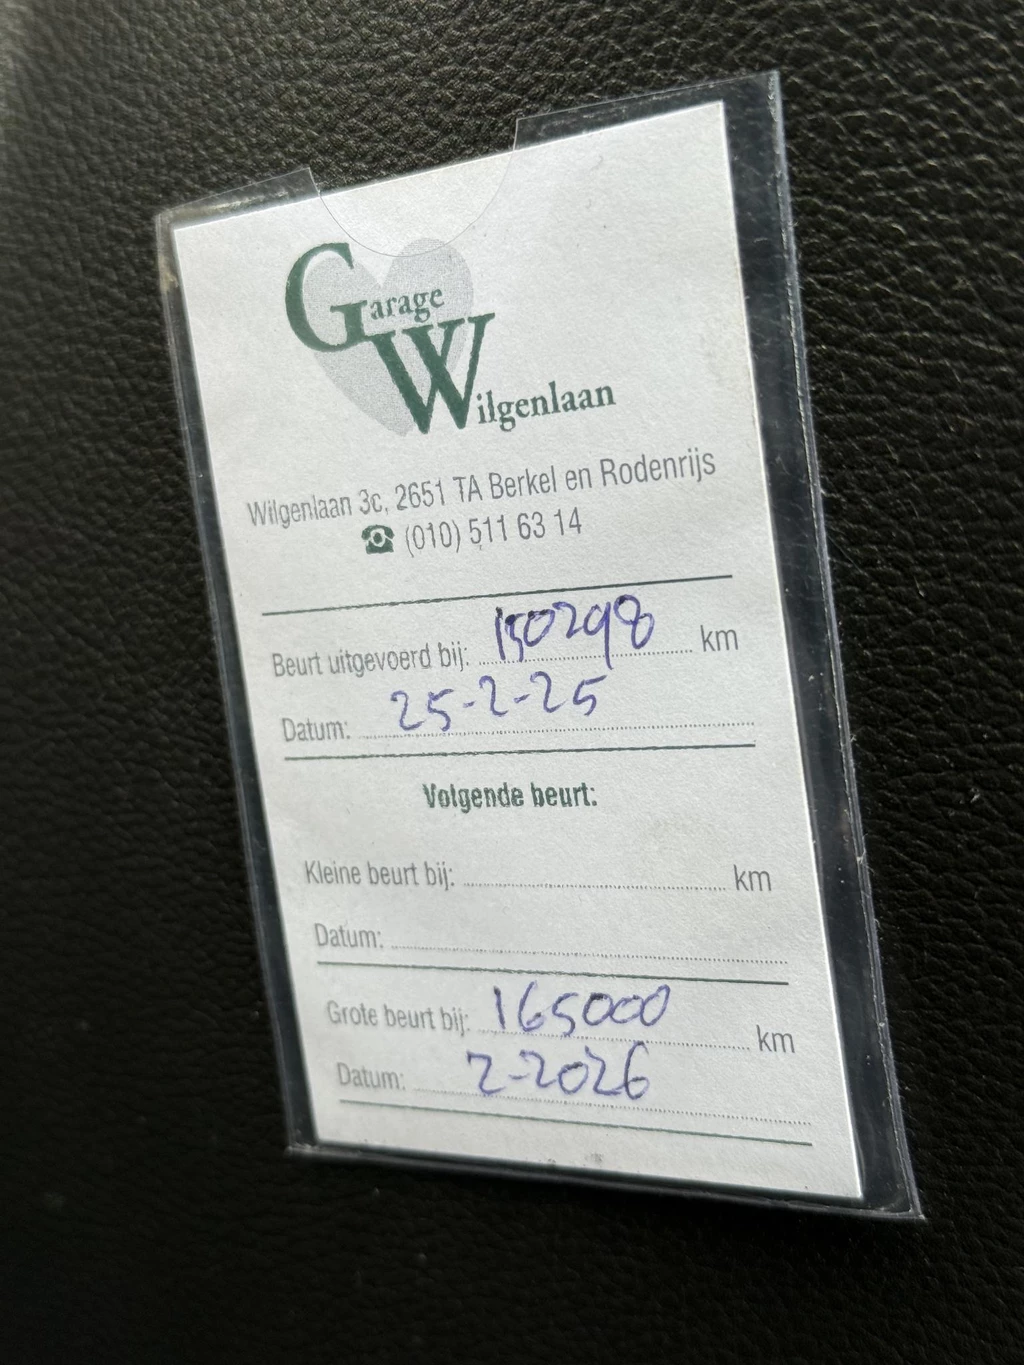 Garage
Wilgenlaan
Wilgenlaan 3c, 2651 TA Berkel en Rodenrijs
☎ (010) 511 63 14
Beurt uitgevoerd bij: 150298 km
Datum: 25-2-25
Volgende beurt:
Kleine beurt bij: km
Datum:
Grote beurt bij: 165000 km
Datum: 2-2026